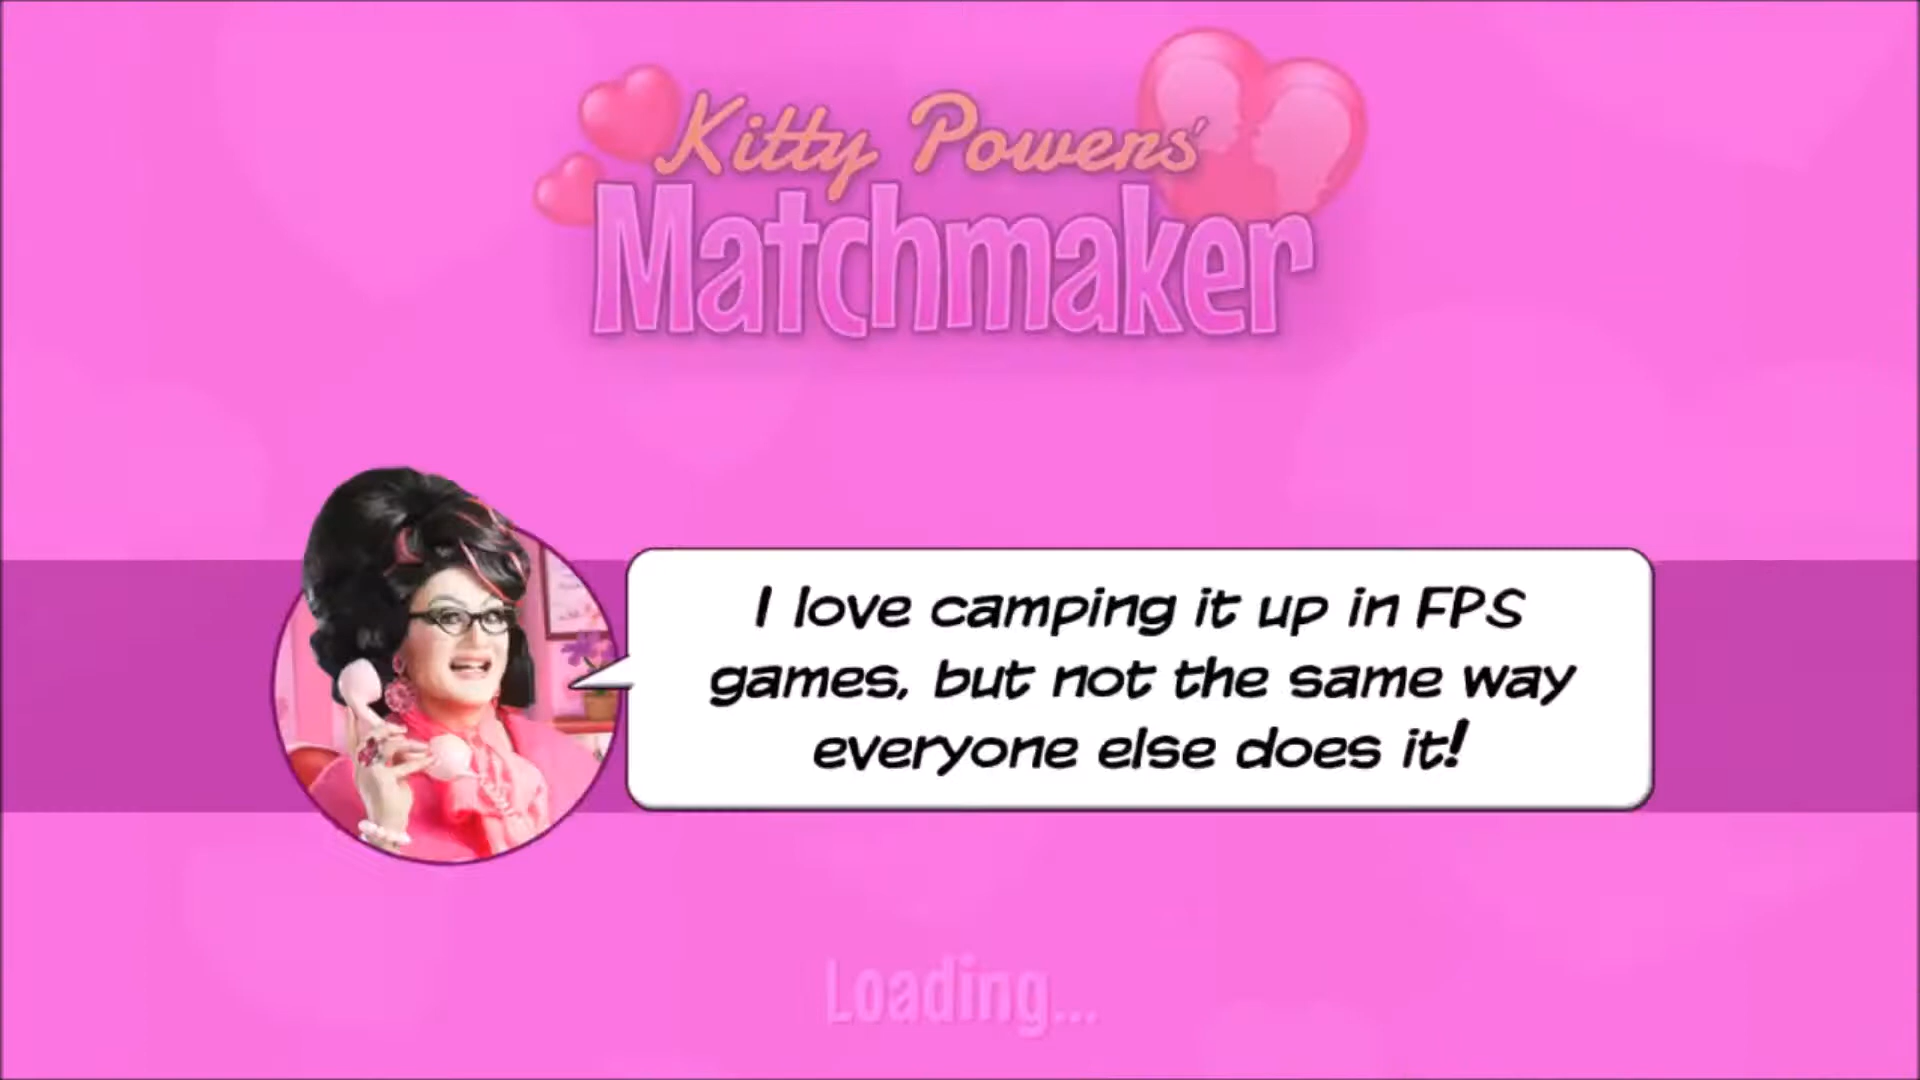 Kitty Powers'
Matchmaker
I love camping it up in FPS
games, but not the same way
everyone else does it!
Loading...